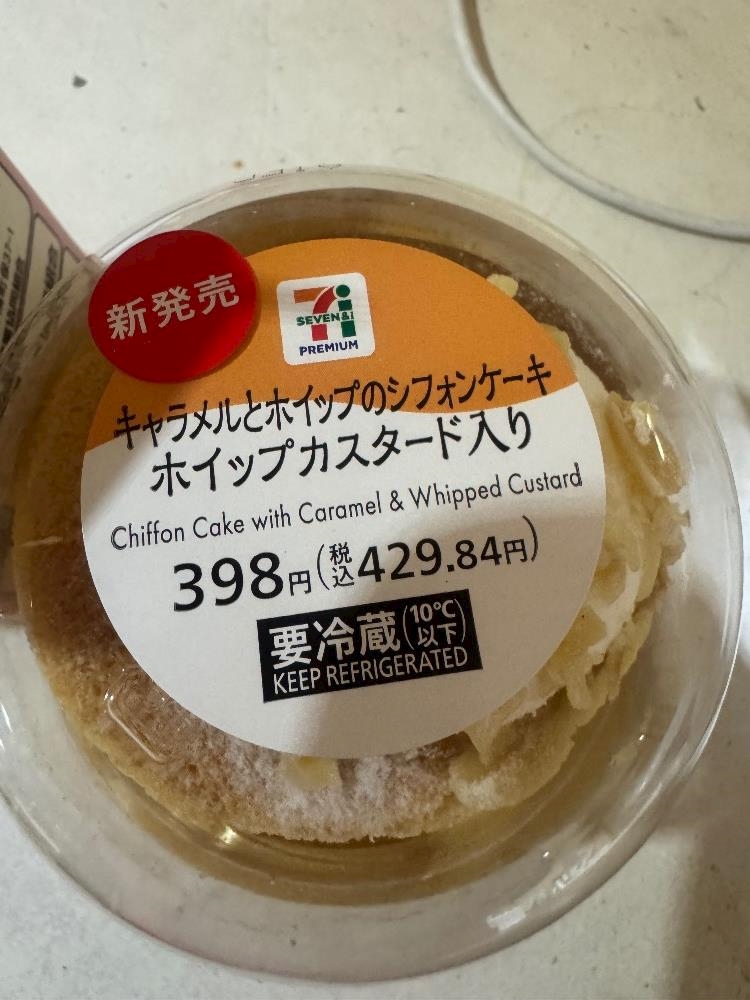 新発売
SEVEN&i
PREMIUM
キャラメルとホイップのシフォンケーキ
ホイップカスタード入り
Chiffon Cake with Caramel & Whipped Custard
398円(税込429.84円)
要冷蔵(10℃以下)
KEEP REFRIGERATED